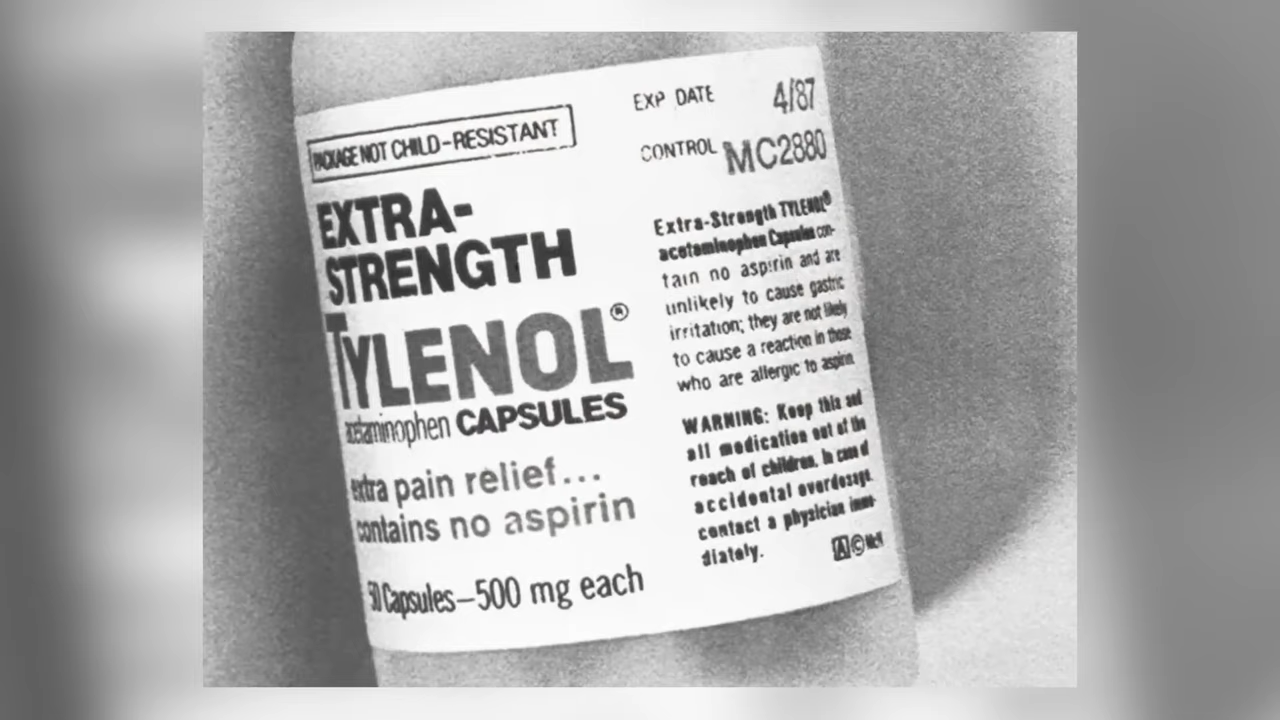 PACKAGE NOT CHILD-RESISTANT
EXTRA-
STRENGTH
TYLENOL®
acetaminophen CAPSULES
extra pain relief...
contains no aspirin
50 Capsules—500 mg each
EXP DATE 4/87
CONTROL MC2880
Extra-Strength TYLENOL®
acetaminophen Capsules con-
tain no aspirin and are
unlikely to cause gastric
irritation; they are not likely
to cause a reaction in those
who are allergic to aspirin.
WARNING: Keep this and
all medication out of the
reach of children. In case of
accidental overdosage,
contact a physician imme-
diately.